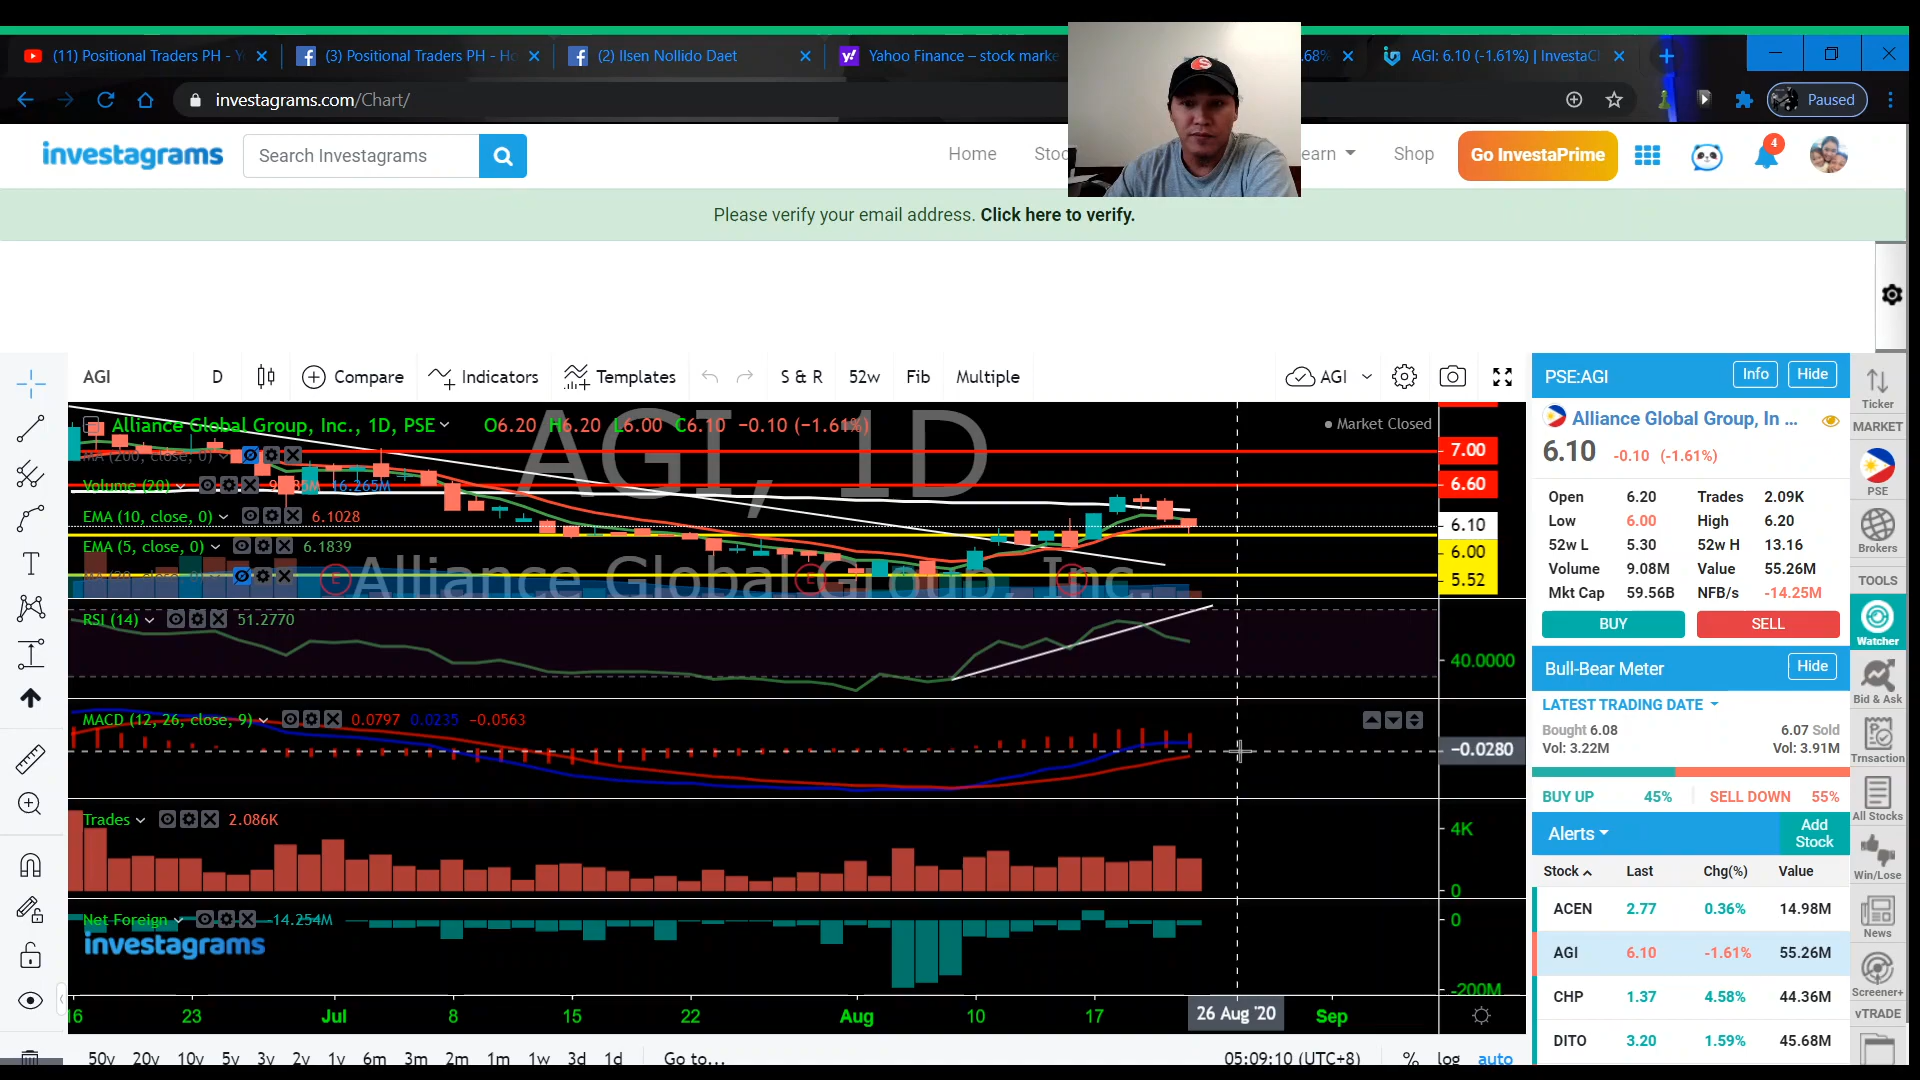 (11) Positional Traders PH - Y
(3) Positional Traders PH - Ho
(2) Ilsen Nollido Daet
Yahoo Finance – stock marke
.68%
AGI: 6.10 (-1.61%) | InvestaCh
investagrams.com/Chart/
Paused
investagrams
Search Investagrams
Home
Stoc
earn
Shop
Go InvestaPrime
4
Please verify your email address. Click here to verify.
AGI
D
Compare
Indicators
Templates
S & R
52w
Fib
Multiple
AGI
AGI, 1D
Alliance Global Group, Inc.
Alliance Global Group, Inc., 1D, PSE
O6.20 H6.20 L6.00 C6.10 −0.10 (−1.61%)
Market Closed
MA (200, close, 0)
Volume (20)
16.265M
EMA (10, close, 0) 6.1028
EMA (5, close, 0) 6.1839
E
E
E
7.00
6.60
6.10
6.00
5.52
RSI (14) 51.2770
40.0000
MACD (12, 26, close, 9) 0.0797 0.0235 −0.0563
−0.0280
Trades 2.086K
4K
0
Net Foreign -14.254M
0
-200M
investagrams
16 23 Jul 8 15 22 Aug 10 17 26 Aug '20 Sep
50y 20y 10y 5y 3y 2y 1y 6m 3m 2m 1m 1w 3d 1d Go to...
05:09:10 (UTC+8) % log auto
PSE:AGI
Info
Hide
Alliance Global Group, In ...
6.10 -0.10 (-1.61%)
Open 6.20 Trades 2.09K
Low 6.00 High 6.20
52w L 5.30 52w H 13.16
Volume 9.08M Value 55.26M
Mkt Cap 59.56B NFB/s -14.25M
BUY
SELL
Bull-Bear Meter
Hide
LATEST TRADING DATE
Bought 6.08 6.07 Sold
Vol: 3.22M Vol: 3.91M
BUY UP 45% SELL DOWN 55%
Alerts
Add Stock
Stock Last Chg(%) Value
ACEN 2.77 0.36% 14.98M
AGI 6.10 -1.61% 55.26M
CHP 1.37 4.58% 44.36M
DITO 3.20 1.59% 45.68M
Ticker
MARKET
PSE
Brokers
TOOLS
Watcher
Bid & Ask
Trnsaction
All Stocks
Win/Lose
News
Screener+
vTRADE